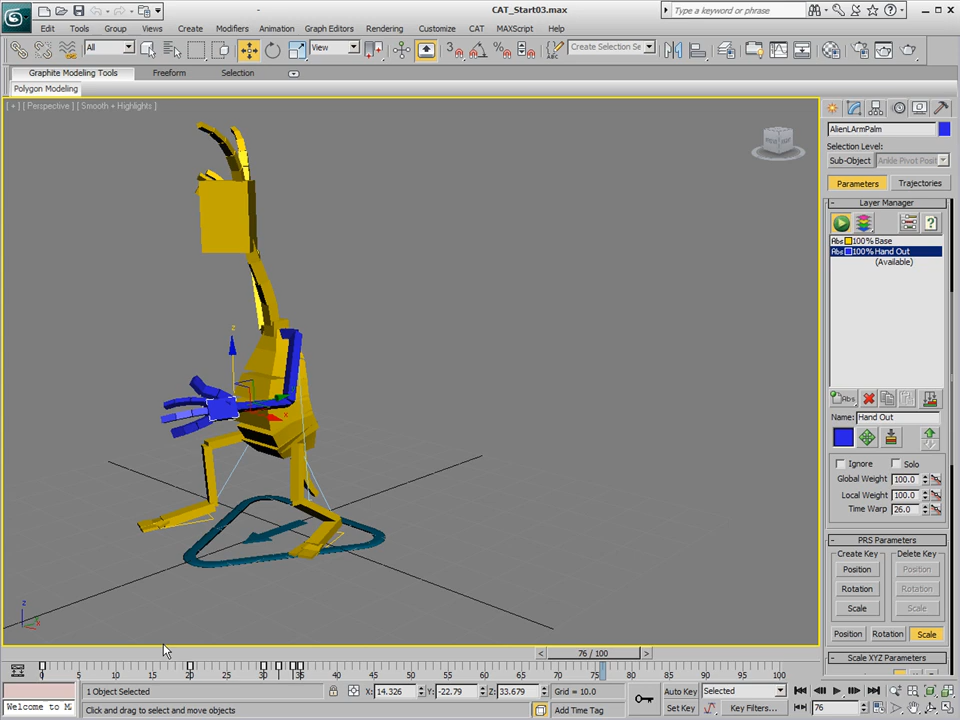 CAT_Start03.max
Type a keyword or phrase
Edit Tools Group Views Create Modifiers Animation Graph Editors Rendering Customize CAT MAXScript Help
All View 3 Create Selection Se
Graphite Modeling Tools Freeform Selection
Polygon Modeling
[ + ] [ Perspective ] [ Smooth + Highlights ]
AlienLArmPalm
Selection Level:
Sub-Object Ankle Pivot Posit
Parameters Trajectories
- Layer Manager
Abs 100% Base
Abs 100% Hand Out
(Available)
Abs
Name: Hand Out
Ignore Solo
Global Weight 100.0
Local Weight 100.0
Time Warp 26.0
- PRS Parameters
Create Key Delete Key
Position Position
Rotation Rotation
Scale Scale
Position Rotation Scale
- Scale XYZ Parameters
z
x
z
x
< 76 / 100 >
0 5 10 15 20 25 30 35 40 45 50 55 60 65 70 75 80 85 90 95 100
1 Object Selected X: 14.326 Y: -22.79 Z: 33.679 Grid = 10.0 Auto Key Selected
Welcome to M Click and drag to select and move objects Add Time Tag Set Key Key Filters... 76